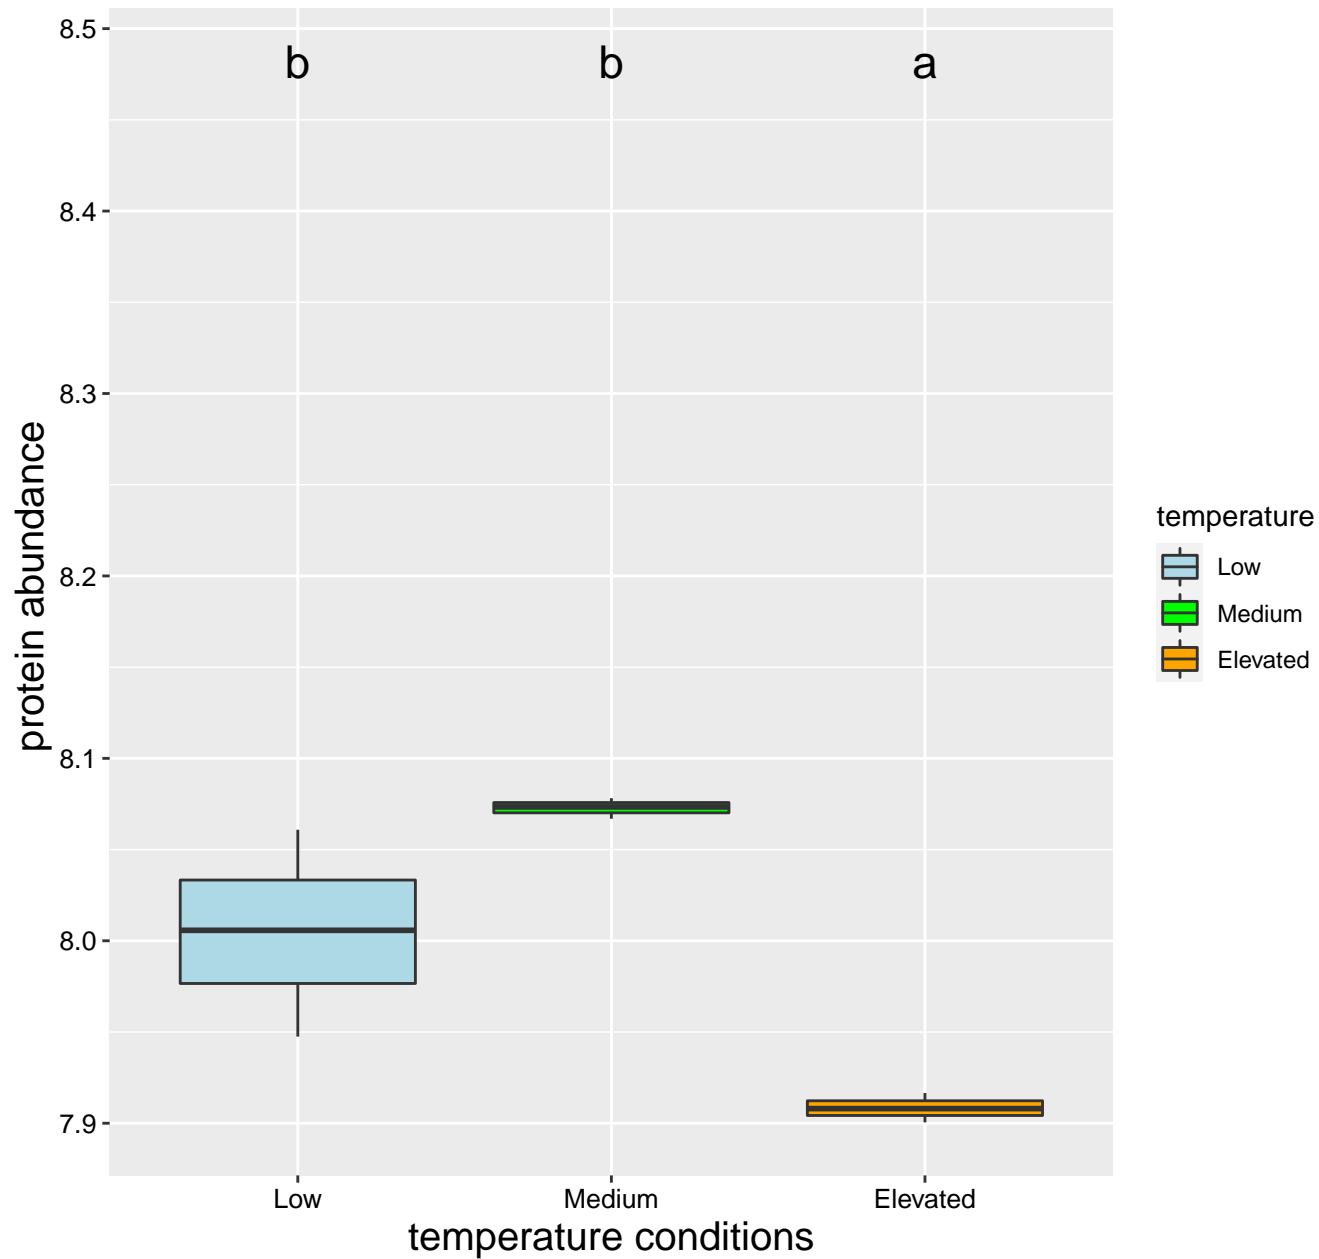 b b a
8.5
8.4
8.3
8.2
8.1
8.0
7.9
protein abundance
Low Medium Elevated
temperature conditions
temperature
Low
Medium
Elevated